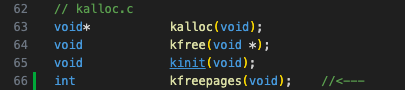 62 // kalloc.c
63 void* kalloc(void);
64 void kfree(void *);
65 void kinit(void);
66 int kfreepages(void); //<---